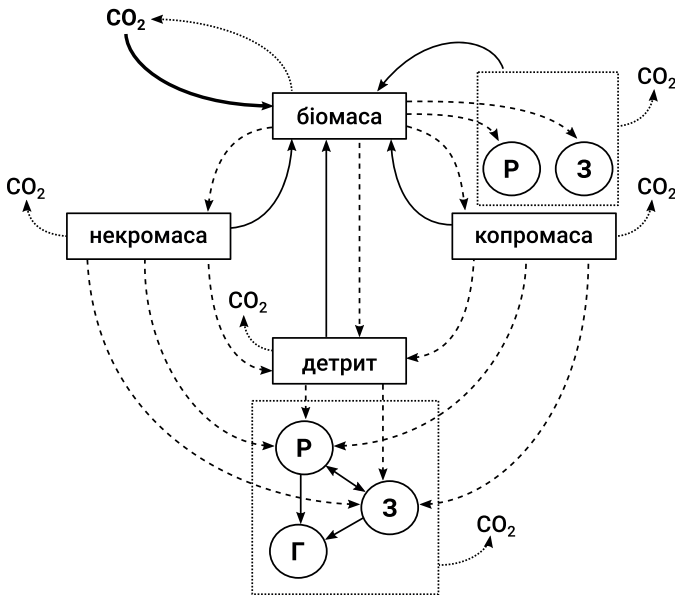 CO₂
CO₂
біомаса
Р
З
CO₂
CO₂
некромаса
копромаса
CO₂
детрит
Р
З
Г
CO₂